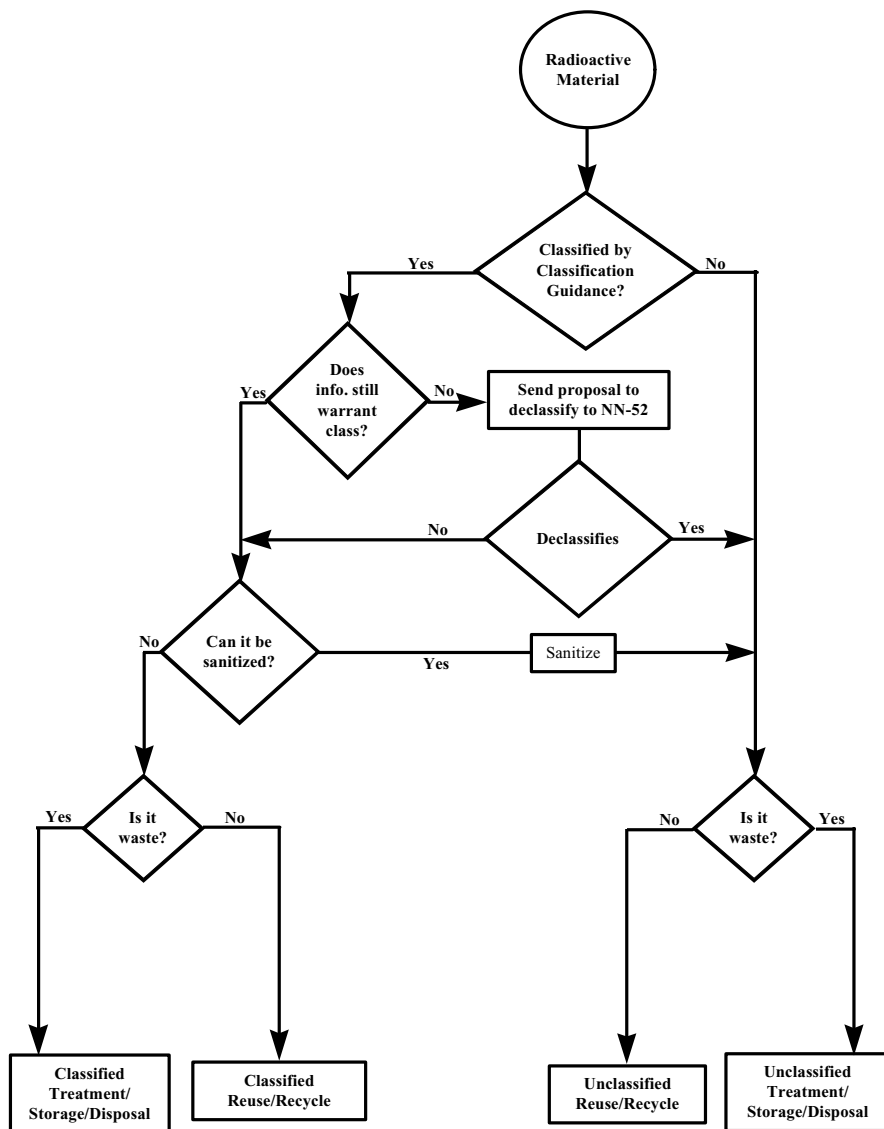 Radioactive
Material
Classified by
Classification
Guidance?
Yes
No
Does
info. still
warrant
class?
Yes
No
Send proposal to
declassify to NN-52
Declassifies
No
Yes
Can it be
sanitized?
No
Yes
Sanitize
Is it
waste?
Yes
No
Is it
waste?
No
Yes
Classified
Treatment/
Storage/Disposal
Classified
Reuse/Recycle
Unclassified
Reuse/Recycle
Unclassified
Treatment/
Storage/Disposal